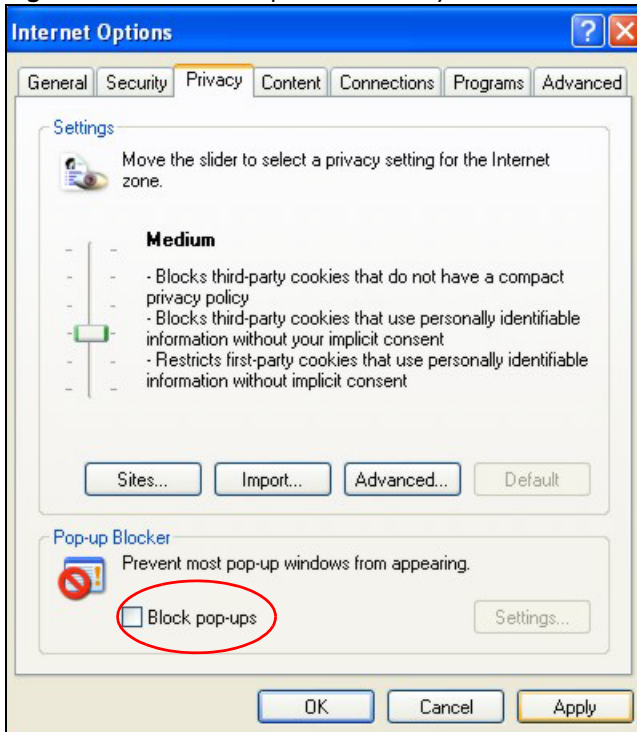 Internet Options
General Security Privacy Content Connections Programs Advanced
Settings
Move the slider to select a privacy setting for the Internet
zone.
Medium
- Blocks third-party cookies that do not have a compact
privacy policy
- Blocks third-party cookies that use personally identifiable
information without your implicit consent
- Restricts first-party cookies that use personally identifiable
information without implicit consent
Sites... Import... Advanced... Default
Pop-up Blocker
Prevent most pop-up windows from appearing.
Block pop-ups
Settings...
OK Cancel Apply